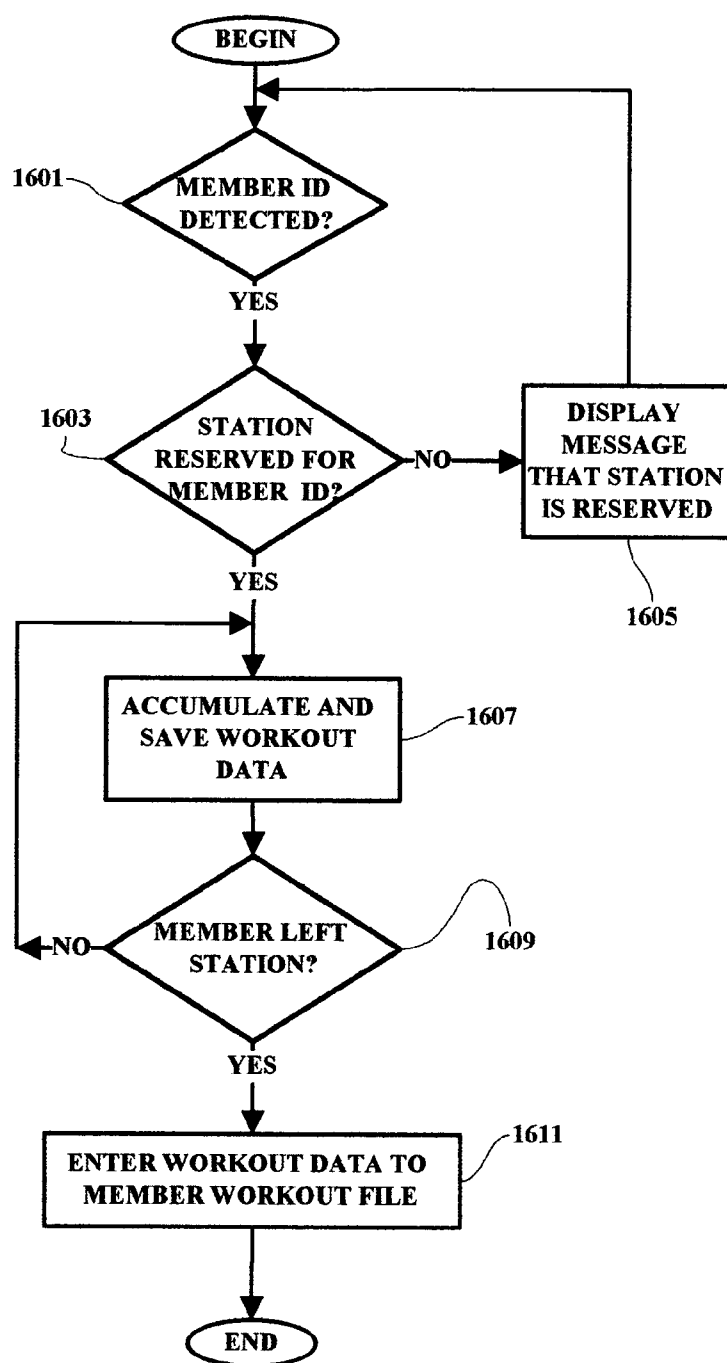 BEGIN
1601
MEMBER ID
DETECTED?
YES
1603
STATION
RESERVED FOR
MEMBER ID?
NO
DISPLAY
MESSAGE
THAT STATION
IS RESERVED
1605
YES
ACCUMULATE AND
SAVE WORKOUT
DATA
1607
MEMBER LEFT
STATION?
NO
1609
YES
ENTER WORKOUT DATA TO
MEMBER WORKOUT FILE
1611
END